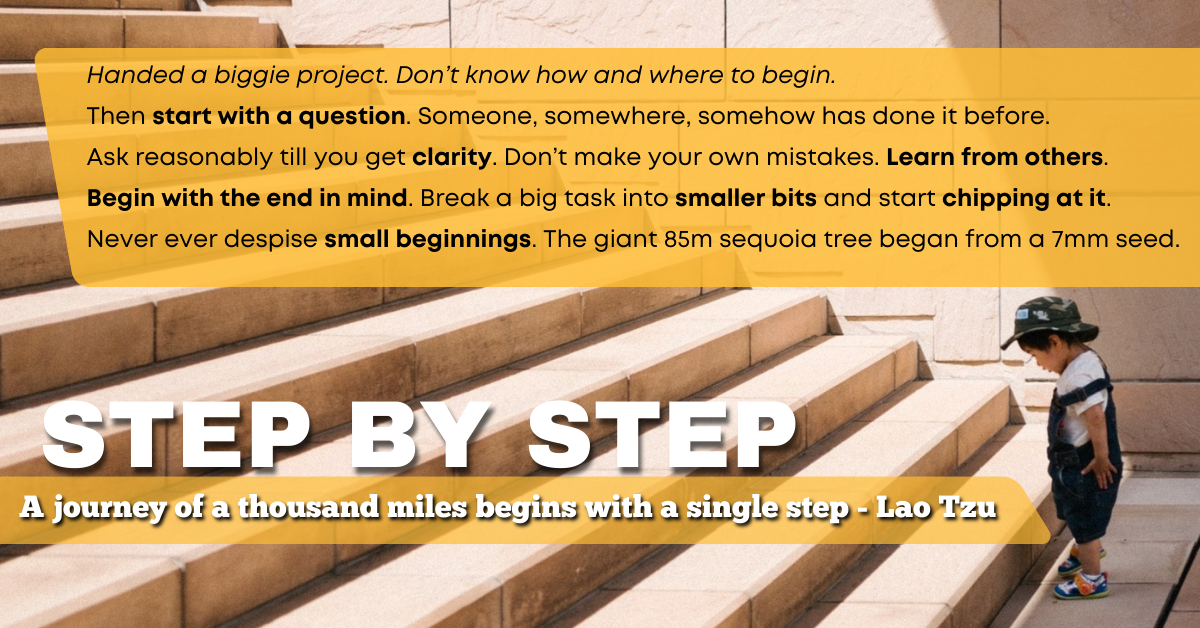 Handed a biggie project. Don't know how and where to begin.
Then start with a question. Someone, somewhere, somehow has done it before.
Ask reasonably till you get clarity. Don't make your own mistakes. Learn from others.
Begin with the end in mind. Break a big task into smaller bits and start chipping at it.
Never ever despise small beginnings. The giant 85m sequoia tree began from a 7mm seed.
STEP BY STEP
A journey of a thousand miles begins with a single step - Lao Tzu